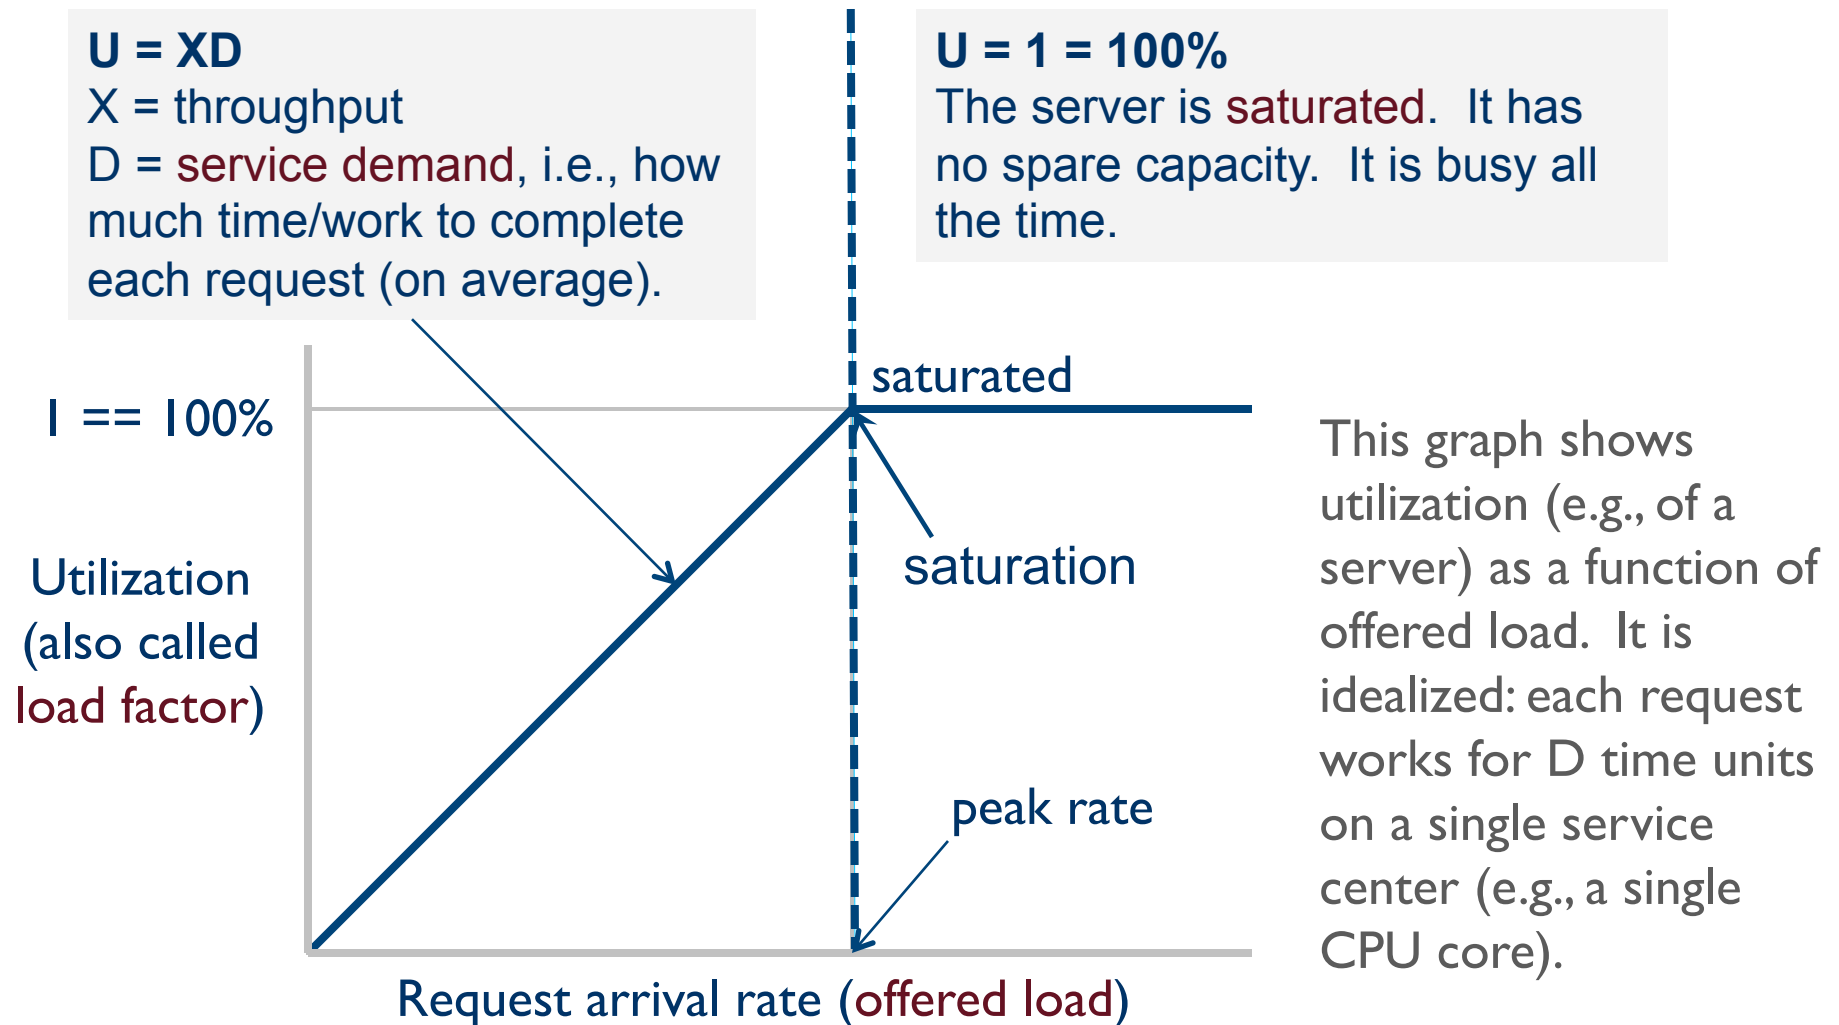 U = XD
X = throughput
D = service demand, i.e., how
much time/work to complete
each request (on average).
U = 1 = 100%
The server is saturated.  It has
no spare capacity.  It is busy all
the time.
saturated
1 == 100%
saturation
Utilization
(also called
load factor)
peak rate
Request arrival rate (offered load)
This graph shows
utilization (e.g., of a
server) as a function of
offered load.  It is
idealized: each request
works for D time units
on a single service
center (e.g., a single
CPU core).